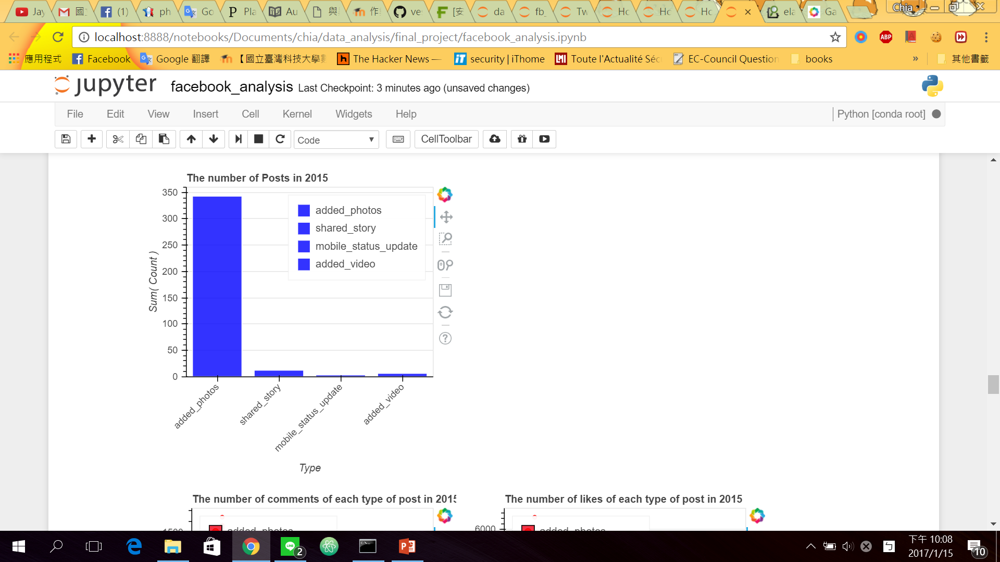 Jay
國
(1)
ph
Go
P Pla
Au
與
作
ve
[安
da
fb_
Tw
Ho
Ho
Ho
ela
Ga
Chia
localhost:8888/notebooks/Documents/chia/data_analysis/final_project/facebook_analysis.ipynb
ABP
應用程式
Facebook
Google 翻譯
【國立臺灣科技大學
The Hacker News —
iT security | iThome
Toute l'Actualité Séc
EC-Council Question
books
»
其他書籤
jupyter facebook_analysis Last Checkpoint: 3 minutes ago (unsaved changes)
File Edit View Insert Cell Kernel Widgets Help
Python [conda root]
Code
CellToolbar
The number of Posts in 2015
350
300
250
200
150
100
50
0
Sum( Count )
added_photos
shared_story
mobile_status_update
added_video
added_photos
shared_story
mobile_status_update
added_video
Type
The number of comments of each type of post in 2015
1500
added_photos
The number of likes of each type of post in 2015
6000
added_photos
2
下午 10:08
2017/1/15
10